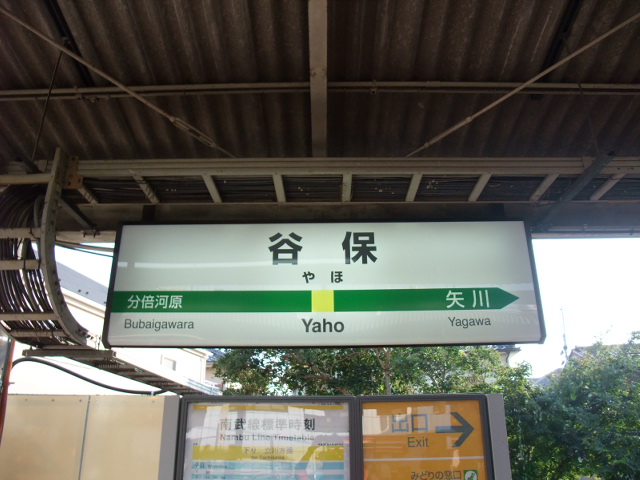 谷保
やほ
分倍河原
矢川
Bubaigawara
Yaho
Yagawa
南武線標準時刻
Nambu Line Timetable
出口
Exit
みどりの窓口